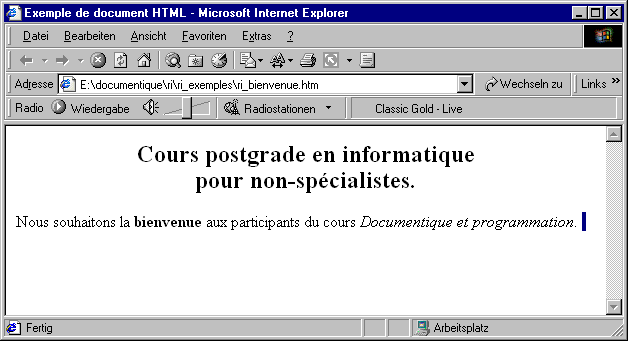 Exemple de document HTML - Microsoft Internet Explorer
Datei Bearbeiten Ansicht Favoriten Extras ?
Adresse E:\documentique\ri\ri_exemples\ri_bienvenue.htm Wechseln zu Links »
Radio Wiedergabe Radiostationen Classic Gold - Live
Cours postgrade en informatique
pour non-spécialistes.
Nous souhaitons la bienvenue aux participants du cours Documentique et programmation.
Fertig Arbeitsplatz